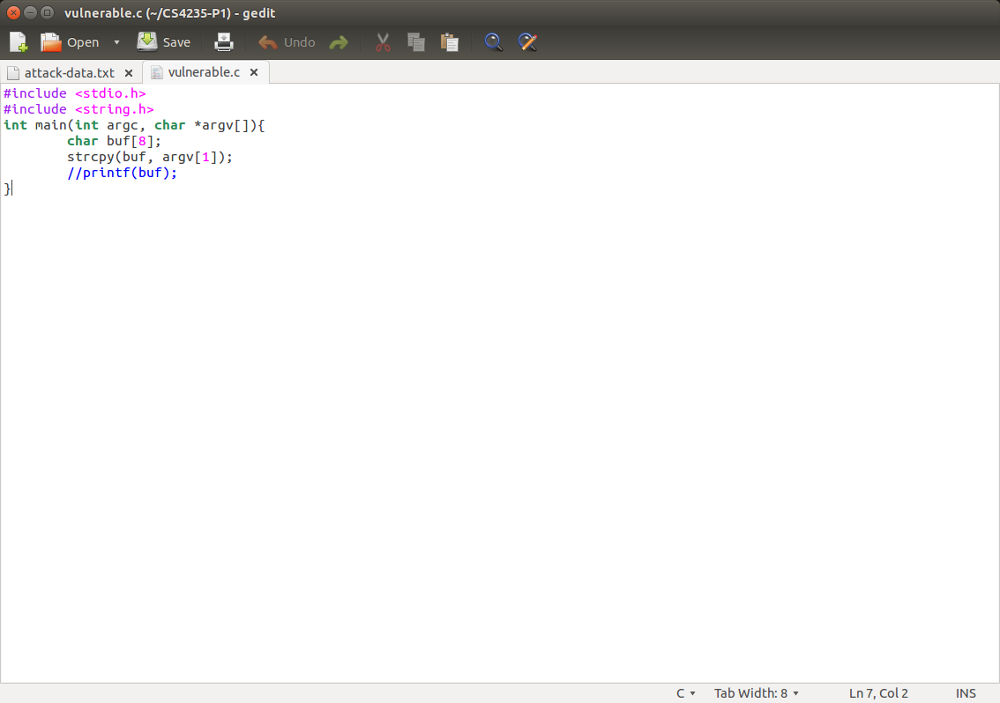 vulnerable.c (~/CS4235-P1) - gedit
Open Save Undo
attack-data.txt vulnerable.c
#include <stdio.h>
#include <string.h>
int main(int argc, char *argv[]){
        char buf[8];
        strcpy(buf, argv[1]);
        //printf(buf);
}
C Tab Width: 8 Ln 7, Col 2 INS